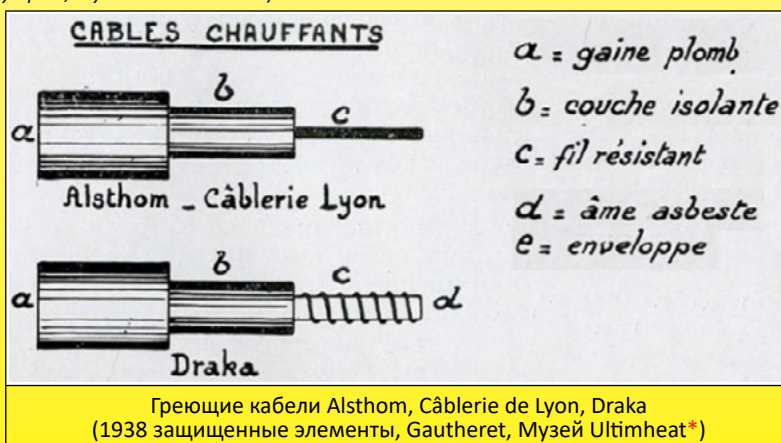 CABLES CHAUFFANTS
a
b
c
Alsthom _ Câblerie Lyon
a
b
c
d
Draka
a = gaine plomb
b = couche isolante
c = fil résistant
d = âme asbeste
e = enveloppe
Греющие кабели Alsthom, Câblerie de Lyon, Draka
(1938 защищенные элементы, Gautheret, Музей Ultimheat*)